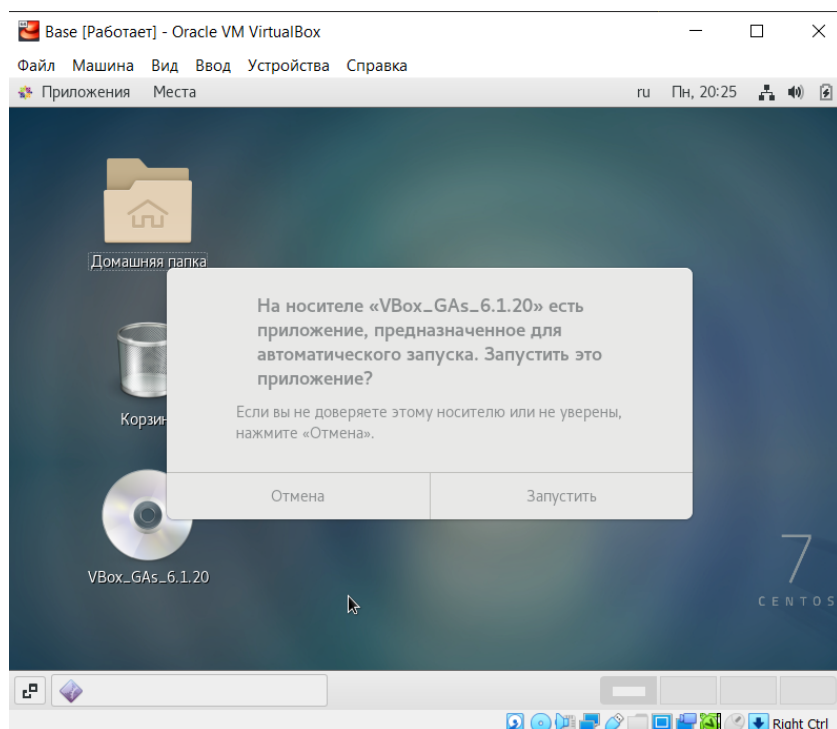 Base [Работает] - Oracle VM VirtualBox
Файл Машина Вид Ввод Устройства Справка
Приложения Места ru Пн, 20:25
Домашняя папка
На носителе «VBox_GAs_6.1.20» есть
приложение, предназначенное для
автоматического запуска. Запустить это
приложение?
Если вы не доверяете этому носителю или не уверены,
нажмите «Отмена».
Корзин
Отмена Запустить
VBox_GAs_6.1.20
7
CENTOS
Right Ctrl